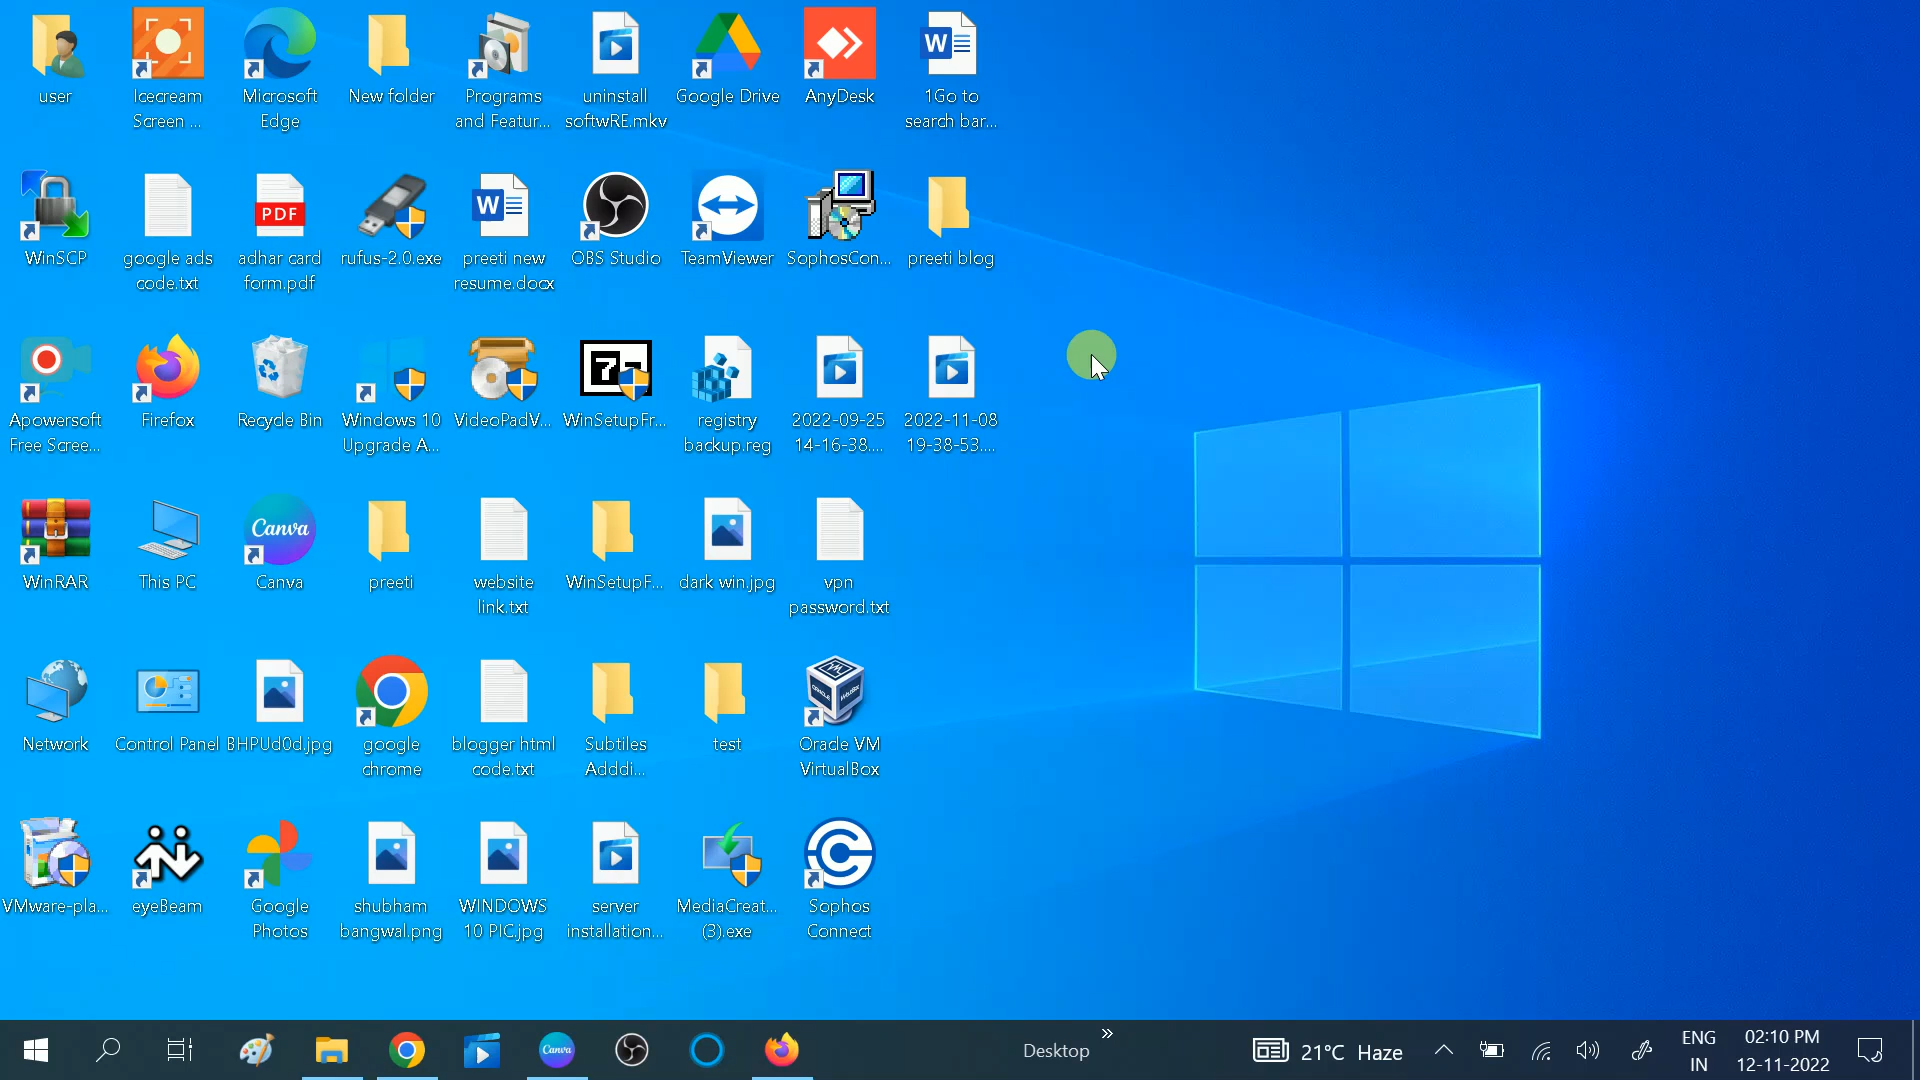 user
Icecream
Screen ...
Microsoft
Edge
New folder
Programs
and Featur...
uninstall
softwRE.mkv
Google Drive
AnyDesk
W
1Go to
search bar...
WinSCP
google ads
code.txt
PDF
adhar card
form.pdf
rufus-2.0.exe
W
preeti new
resume.docx
OBS Studio
TeamViewer
SophosCon...
preeti blog
Apowersoft
Free Scree...
Firefox
Recycle Bin
Windows 10
Upgrade A...
VideoPadV...
WinSetupFr...
registry
backup.reg
2022-09-25
14-16-38....
2022-11-08
19-38-53....
WinRAR
This PC
Canva
Canva
preeti
website
link.txt
WinSetupF...
dark win.jpg
vpn
password.txt
Network
Control Panel
BHPUd0d.jpg
google
chrome
blogger html
code.txt
Subtiles
Adddi...
test
Oracle VM
VirtualBox
VMware-pla...
eyeBeam
Google
Photos
shubham
bangwal.png
WINDOWS
10 PIC.jpg
server
installation...
MediaCreat...
(3).exe
Sophos
Connect
Canva
Desktop
21°C Haze
ENG
IN
02:10 PM
12-11-2022